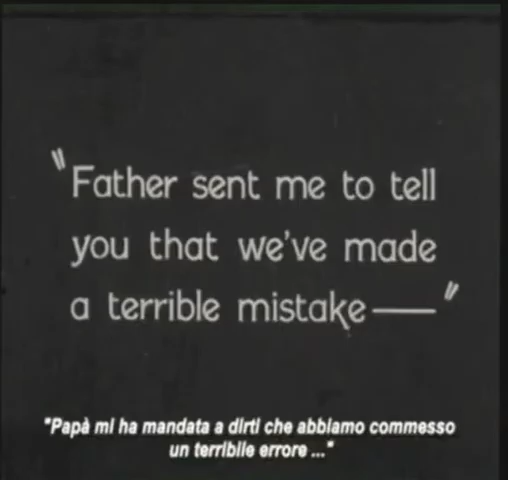 "Father sent me to tell
you that we've made
a terrible mistake——"
"Papà mi ha mandata a dirti che abbiamo commesso
un terribile errore ..."